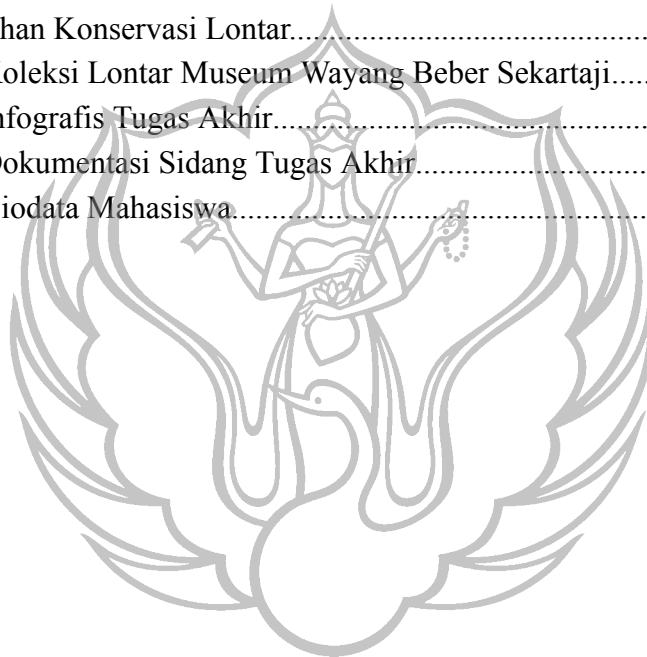 han Konservasi Lontar......................................................
Koleksi Lontar Museum Wayang Beber Sekartaji.....
nfografis Tugas Akhir.........................................................
Dokumentasi Sidang Tugas Akhir...................................
iodata Mahasiswa...............................................................